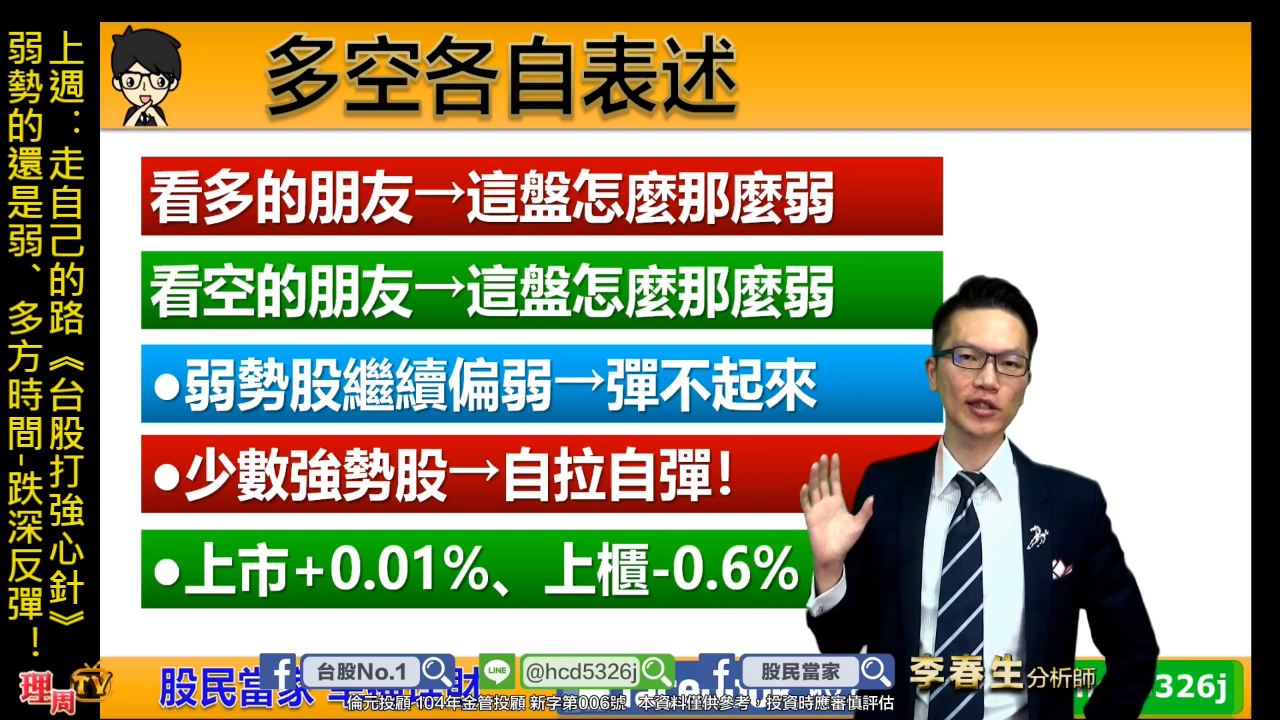 上週：走自己的路《台股打強心針》
弱勢的還是弱、多方時間-跌深反彈！
多空各自表述
看多的朋友→這盤怎麼那麼弱
看空的朋友→這盤怎麼那麼弱
●弱勢股繼續偏弱→彈不起來
●少數強勢股→自拉自彈！
●上市+0.01%、上櫃-0.6%
理周TV
股民當家
台股No.1
LINE
@hcd5326j
股民當家
李春生分析師
326j
倫元投顧 104年金管投顧 新字第006號 本資料僅供參考，投資時應審慎評估